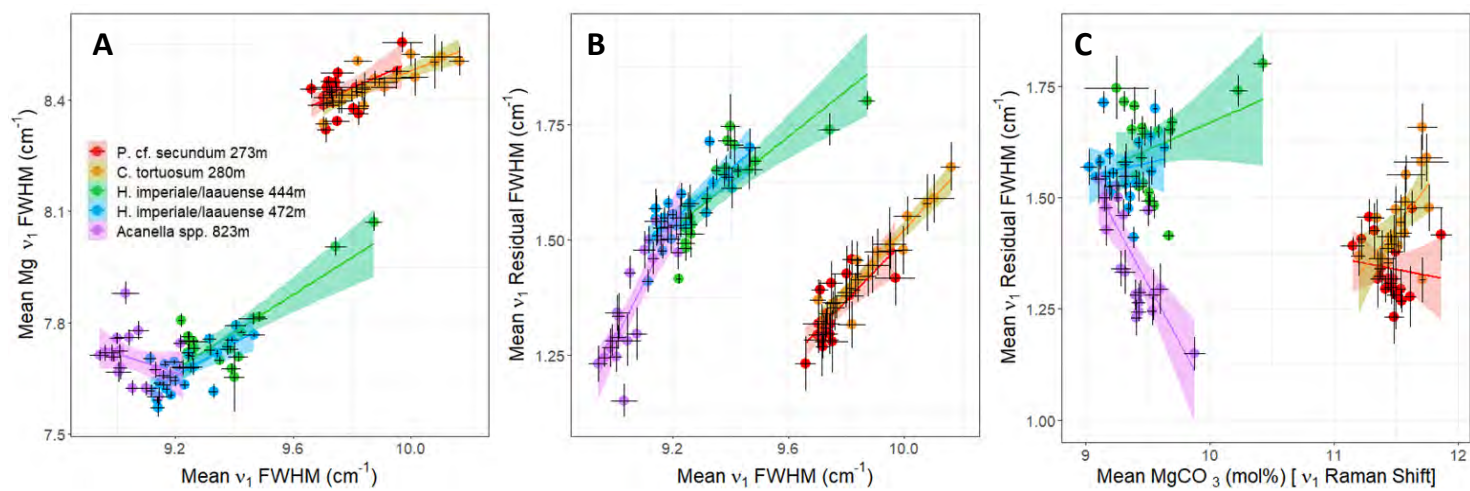 A
Mean Mg ν₁ FWHM (cm⁻¹)
8.4
8.1
7.8
7.5
P. cf. secundum 273m
C. tortuosum 280m
H. imperiale/laauense 444m
H. imperiale/laauense 472m
Acanella spp. 823m
9.2 9.6 10.0
Mean ν₁ FWHM (cm⁻¹)
B
Mean ν₁ Residual FWHM (cm⁻¹)
1.75
1.50
1.25
9.2 9.6 10.0
Mean ν₁ FWHM (cm⁻¹)
C
Mean ν₁ Residual FWHM (cm⁻¹)
1.75
1.50
1.25
1.00
9 10 11 12
Mean MgCO ₃ (mol%) [ ν₁ Raman Shift]